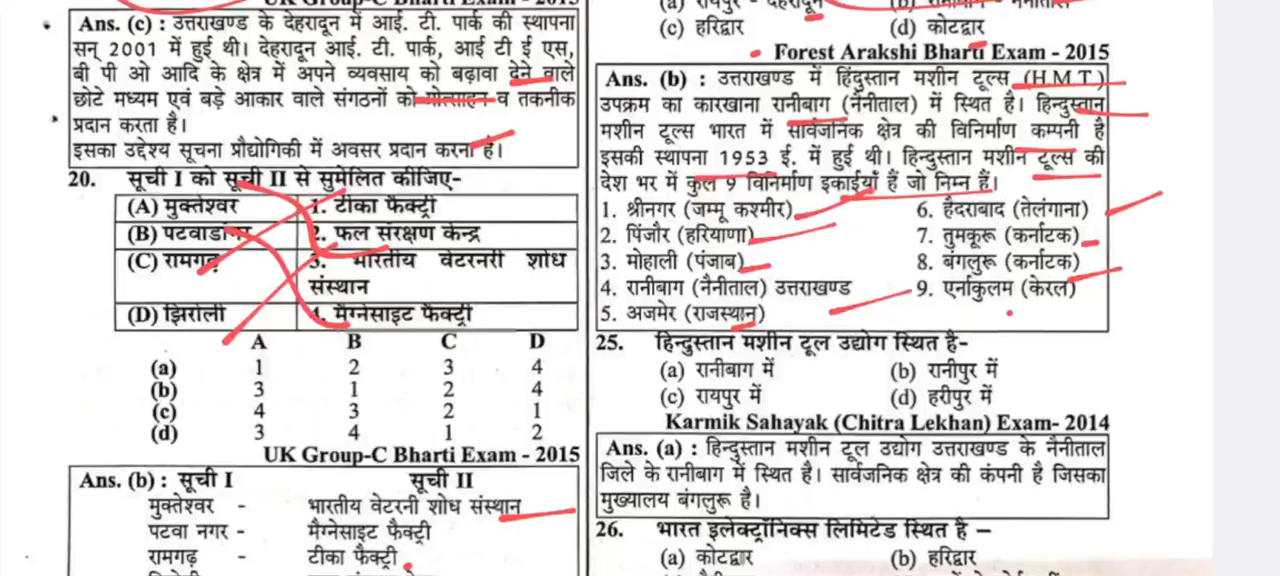 UK Group-C Bharti Exam - 2015
Ans. (c) : उत्तराखण्ड के देहरादून में आई. टी. पार्क की स्थापना
सन् 2001 में हुई थी। देहरादून आई. टी. पार्क, आई टी ई एस,
बी पी ओ आदि के क्षेत्र में अपने व्यवसाय को बढ़ावा देने वाले
छोटे मध्यम एवं बड़े आकार वाले संगठनों को प्रोत्साहन व तकनीक
प्रदान करता है।
इसका उद्देश्य सूचना प्रौद्योगिकी में अवसर प्रदान करना है।
20. सूची I को सूची II से सुमेलित कीजिए-
(A) मुक्तेश्वर 1. टीका फैक्ट्री
(B) पटवाडांगर 2. फल संरक्षण केन्द्र
(C) रामगढ़ 3. भारतीय वेटरनरी शोध
संस्थान
(D) झिरोली 4. मैग्नेसाइट फैक्ट्री
A B C D
(a) 1 2 3 4
(b) 3 1 2 4
(c) 4 3 2 1
(d) 3 4 1 2
UK Group-C Bharti Exam - 2015
Ans. (b) : सूची I सूची II
मुक्तेश्वर - भारतीय वेटरनी शोध संस्थान
पटवा नगर - मैग्नेसाइट फैक्ट्री
रामगढ़ - टीका फैक्ट्री
(a) रायपुर - देहरादून (b) रानीबाग - नैनीताल
(c) हरिद्वार (d) कोटद्वार
Forest Arakshi Bharti Exam - 2015
Ans. (b) : उत्तराखण्ड में हिंदुस्तान मशीन टूल्स (H.M.T.)
उपक्रम का कारखाना रानीबाग (नैनीताल) में स्थित है। हिन्दुस्तान
मशीन टूल्स भारत में सार्वजनिक क्षेत्र की विनिर्माण कम्पनी है
इसकी स्थापना 1953 ई. में हुई थी। हिन्दुस्तान मशीन टूल्स की
देश भर में कुल 9 विनिर्माण इकाईयाँ हैं जो निम्न हैं।
1. श्रीनगर (जम्मू कश्मीर) 6. हैदराबाद (तेलंगाना)
2. पिंजौर (हरियाणा) 7. तुमकूरू (कर्नाटक)
3. मोहाली (पंजाब) 8. बंगलुरू (कर्नाटक)
4. रानीबाग (नैनीताल) उत्तराखण्ड 9. एर्नाकुलम (केरल)
5. अजमेर (राजस्थान)
25. हिन्दुस्तान मशीन टूल उद्योग स्थित है-
(a) रानीबाग में (b) रानीपुर में
(c) रायपुर में (d) हरीपुर में
Karmik Sahayak (Chitra Lekhan) Exam- 2014
Ans. (a) : हिन्दुस्तान मशीन टूल उद्योग उत्तराखण्ड के नैनीताल
जिले के रानीबाग में स्थित है। सार्वजनिक क्षेत्र की कंपनी है जिसका
मुख्यालय बंगलुरू है।
26. भारत इलेक्ट्रॉनिक्स लिमिटेड स्थित है –
(a) कोटद्वार (b) हरिद्वार